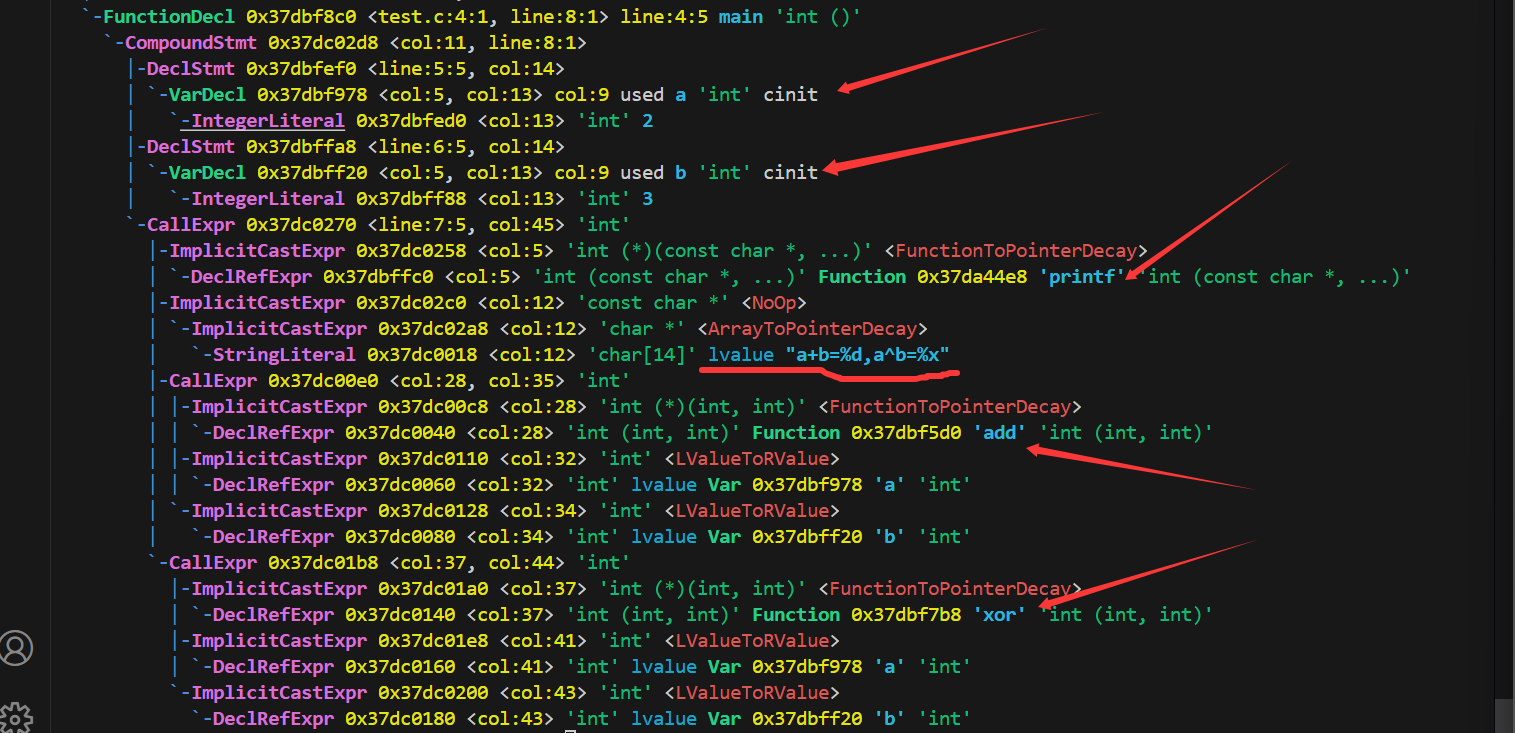 `-FunctionDecl 0x37dbf8c0 <test.c:4:1, line:8:1> line:4:5 main 'int ()'
  `-CompoundStmt 0x37dc02d8 <col:11, line:8:1>
    |-DeclStmt 0x37dbfef0 <line:5:5, col:14>
    | `-VarDecl 0x37dbf978 <col:5, col:13> col:9 used a 'int' cinit
    |   `-IntegerLiteral 0x37dbfed0 <col:13> 'int' 2
    |-DeclStmt 0x37dbffa8 <line:6:5, col:14>
    | `-VarDecl 0x37dbff20 <col:5, col:13> col:9 used b 'int' cinit
    |   `-IntegerLiteral 0x37dbff88 <col:13> 'int' 3
    `-CallExpr 0x37dc0270 <line:7:5, col:45> 'int'
      |-ImplicitCastExpr 0x37dc0258 <col:5> 'int (*)(const char *, ...)' <FunctionToPointerDecay>
      | `-DeclRefExpr 0x37dbffc0 <col:5> 'int (const char *, ...)' Function 0x37da44e8 'printf' 'int (const char *, ...)'
      |-ImplicitCastExpr 0x37dc02c0 <col:12> 'const char *' <NoOp>
      | `-ImplicitCastExpr 0x37dc02a8 <col:12> 'char *' <ArrayToPointerDecay>
      |   `-StringLiteral 0x37dc0018 <col:12> 'char[14]' lvalue "a+b=%d,a^b=%x"
      |-CallExpr 0x37dc00e0 <col:28, col:35> 'int'
      | |-ImplicitCastExpr 0x37dc00c8 <col:28> 'int (*)(int, int)' <FunctionToPointerDecay>
      | | `-DeclRefExpr 0x37dc0040 <col:28> 'int (int, int)' Function 0x37dbf5d0 'add' 'int (int, int)'
      | |-ImplicitCastExpr 0x37dc0110 <col:32> 'int' <LValueToRValue>
      | | `-DeclRefExpr 0x37dc0060 <col:32> 'int' lvalue Var 0x37dbf978 'a' 'int'
      | `-ImplicitCastExpr 0x37dc0128 <col:34> 'int' <LValueToRValue>
      |   `-DeclRefExpr 0x37dc0080 <col:34> 'int' lvalue Var 0x37dbff20 'b' 'int'
      `-CallExpr 0x37dc01b8 <col:37, col:44> 'int'
        |-ImplicitCastExpr 0x37dc01a0 <col:37> 'int (*)(int, int)' <FunctionToPointerDecay>
        | `-DeclRefExpr 0x37dc0140 <col:37> 'int (int, int)' Function 0x37dbf7b8 'xor' 'int (int, int)'
        |-ImplicitCastExpr 0x37dc01e8 <col:41> 'int' <LValueToRValue>
        | `-DeclRefExpr 0x37dc0160 <col:41> 'int' lvalue Var 0x37dbf978 'a' 'int'
        `-ImplicitCastExpr 0x37dc0200 <col:43> 'int' <LValueToRValue>
          `-DeclRefExpr 0x37dc0180 <col:43> 'int' lvalue Var 0x37dbff20 'b' 'int'